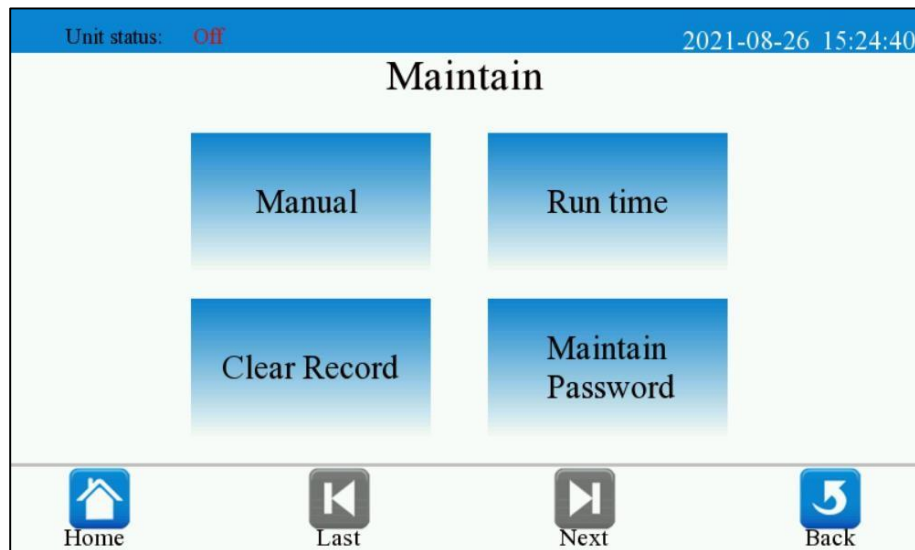 Unit status: Off 2021-08-26 15:24:40
Maintain
Manual
Run time
Clear Record
Maintain
Password
Home Last Next Back